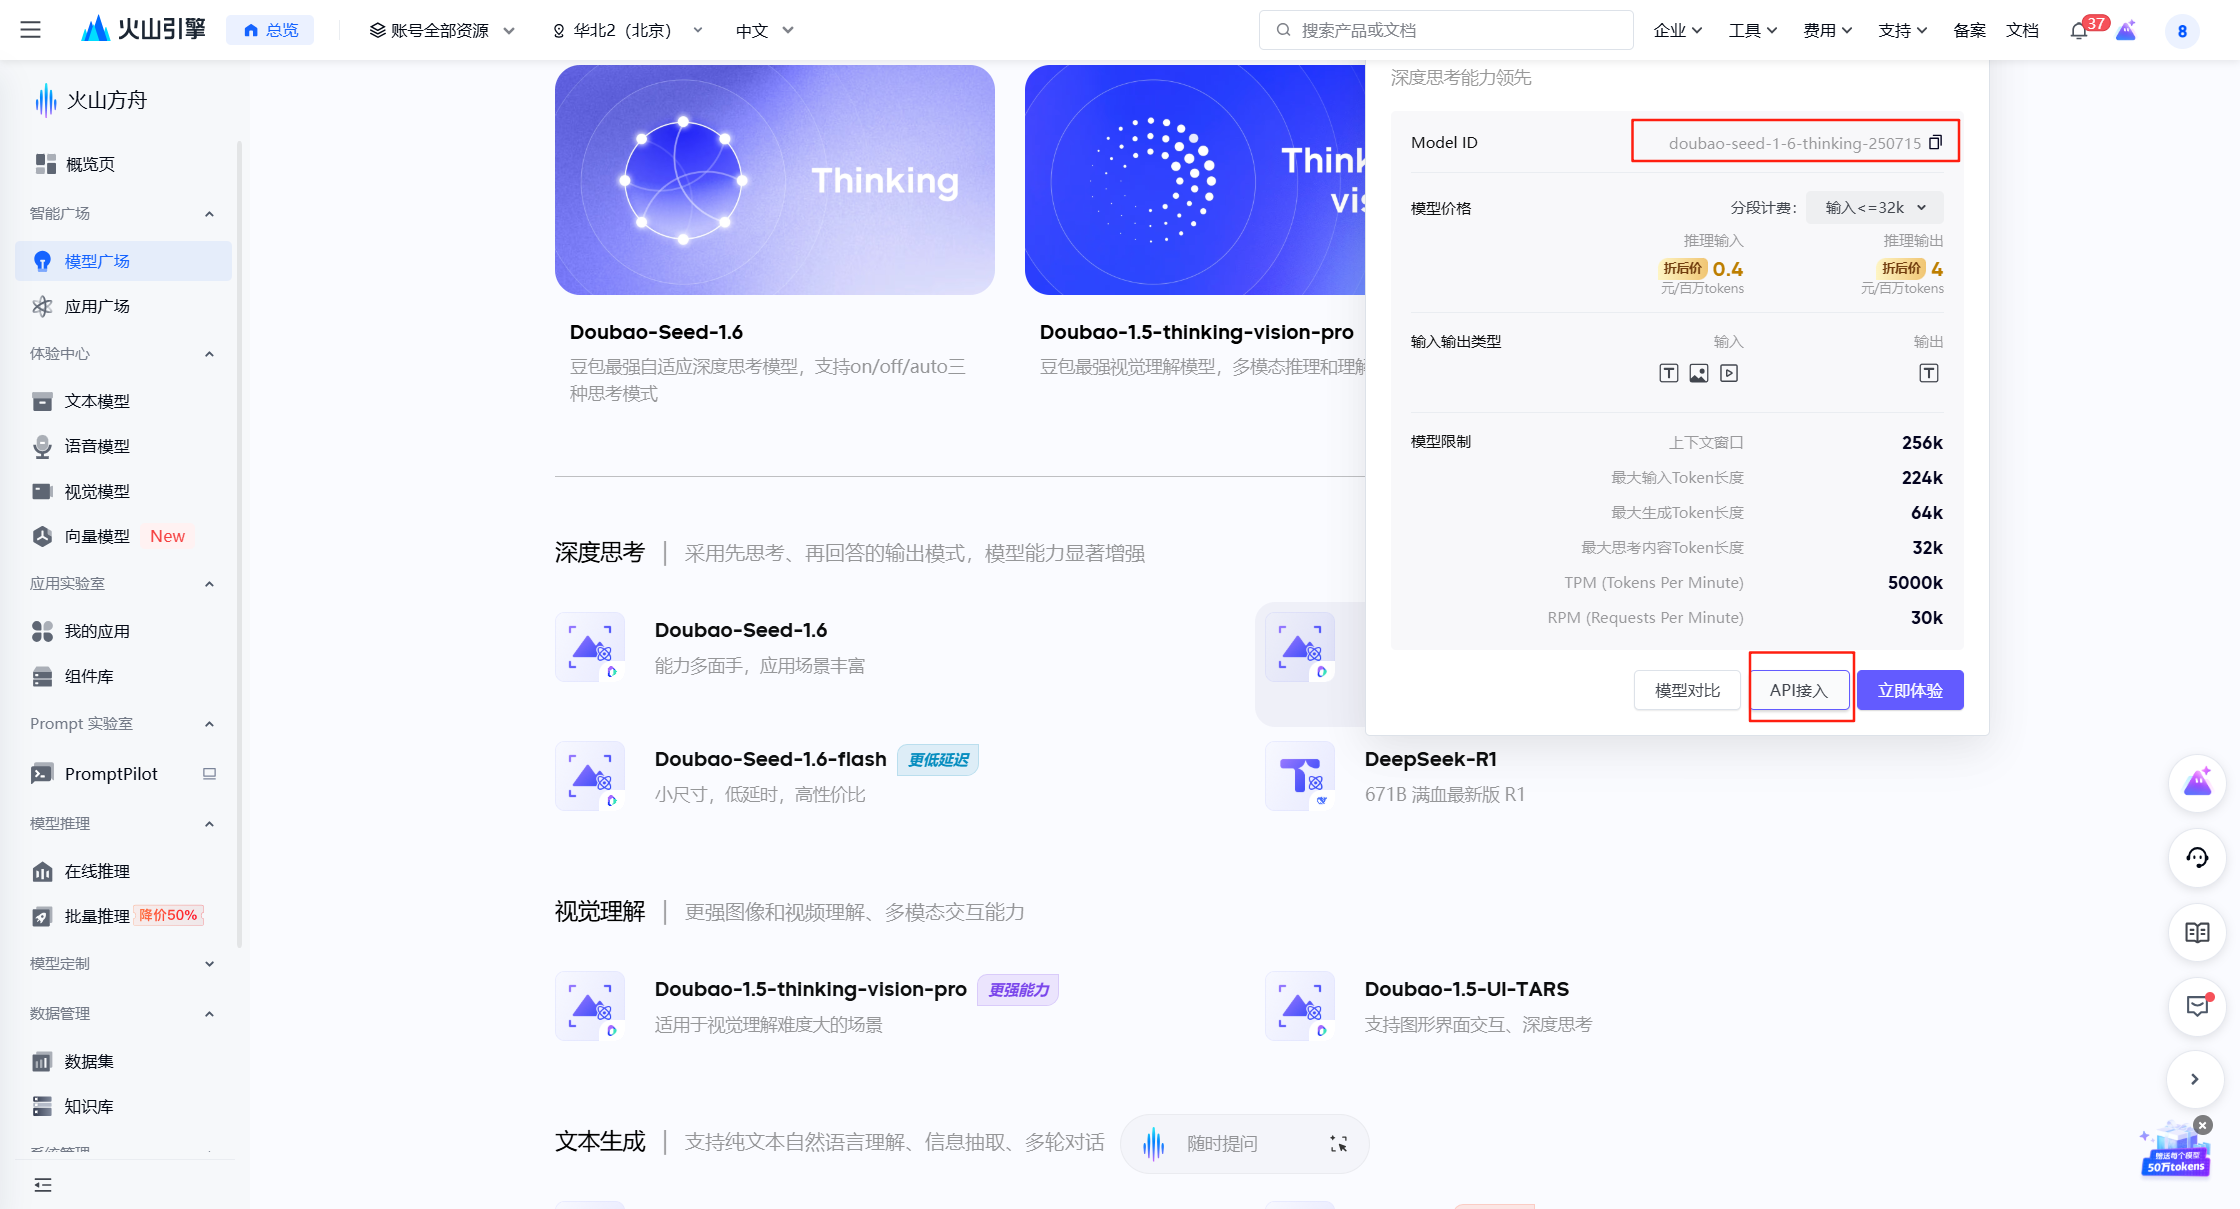 火山引擎
总览
账号全部资源
华北2（北京）
中文
搜索产品或文档
企业
工具
费用
支持
备案
文档
37
8
火山方舟
概览页
智能广场
模型广场
应用广场
体验中心
文本模型
语音模型
视觉模型
向量模型 New
应用实验室
我的应用
组件库
Prompt 实验室
PromptPilot
模型推理
在线推理
批量推理 降价50%
模型定制
数据管理
数据集
知识库
系统管理
Thinking
Doubao-Seed-1.6
豆包最强自适应深度思考模型，支持on/off/auto三
种思考模式
Think
vis
Doubao-1.5-thinking-vision-pro
豆包最强视觉理解模型，多模态推理和理解
深度思考能力领先
Model ID
doubao-seed-1-6-thinking-250715
模型价格
分段计费：
输入<=32k
推理输入
推理输出
折后价 0.4
折后价 4
元/百万tokens
元/百万tokens
输入输出类型
输入
输出
模型限制
上下文窗口
256k
最大输入Token长度
224k
最大生成Token长度
64k
最大思考内容Token长度
32k
TPM (Tokens Per Minute)
5000k
RPM (Requests Per Minute)
30k
模型对比
API接入
立即体验
深度思考 | 采用先思考、再回答的输出模式，模型能力显著增强
Doubao-Seed-1.6
能力多面手，应用场景丰富
Doubao-Seed-1.6-flash 更低延迟
小尺寸，低延时，高性价比
DeepSeek-R1
671B 满血最新版 R1
视觉理解 | 更强图像和视频理解、多模态交互能力
Doubao-1.5-thinking-vision-pro 更强能力
适用于视觉理解难度大的场景
Doubao-1.5-UI-TARS
支持图形界面交互、深度思考
文本生成 | 支持纯文本自然语言理解、信息抽取、多轮对话
随时提问
赠送每个模型
50万tokens